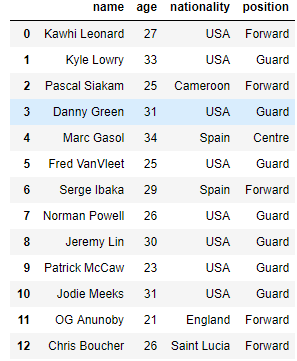 name age nationality position
0 Kawhi Leonard 27 USA Forward
1 Kyle Lowry 33 USA Guard
2 Pascal Siakam 25 Cameroon Forward
3 Danny Green 31 USA Guard
4 Marc Gasol 34 Spain Centre
5 Fred VanVleet 25 USA Guard
6 Serge Ibaka 29 Spain Forward
7 Norman Powell 26 USA Guard
8 Jeremy Lin 30 USA Guard
9 Patrick McCaw 23 USA Guard
10 Jodie Meeks 31 USA Guard
11 OG Anunoby 21 England Forward
12 Chris Boucher 26 Saint Lucia Forward